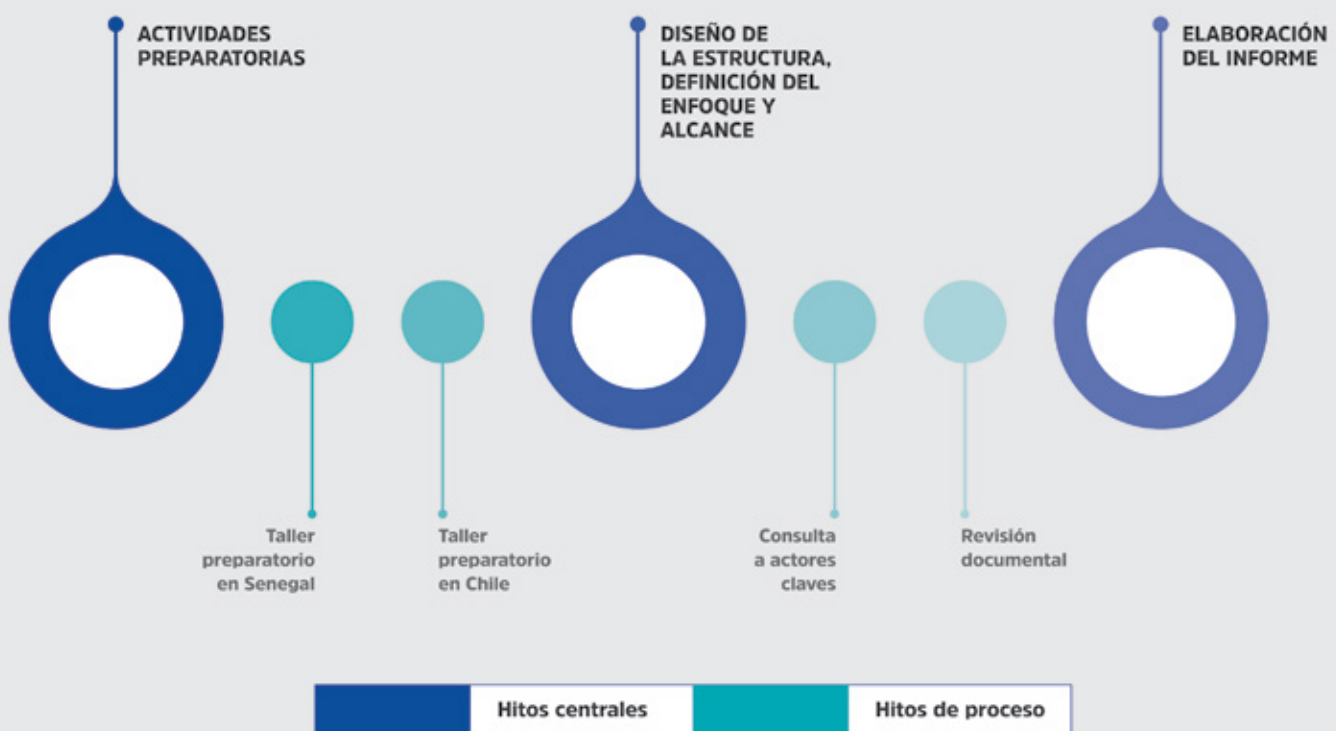 ACTIVIDADES
PREPARATORIAS
DISEÑO DE
LA ESTRUCTURA,
DEFINICIÓN DEL
ENFOQUE Y
ALCANCE
ELABORACIÓN
DEL INFORME
Taller
preparatorio
en Senegal
Taller
preparatorio
en Chile
Consulta
a actores
claves
Revisión
documental
Hitos centrales
Hitos de proceso